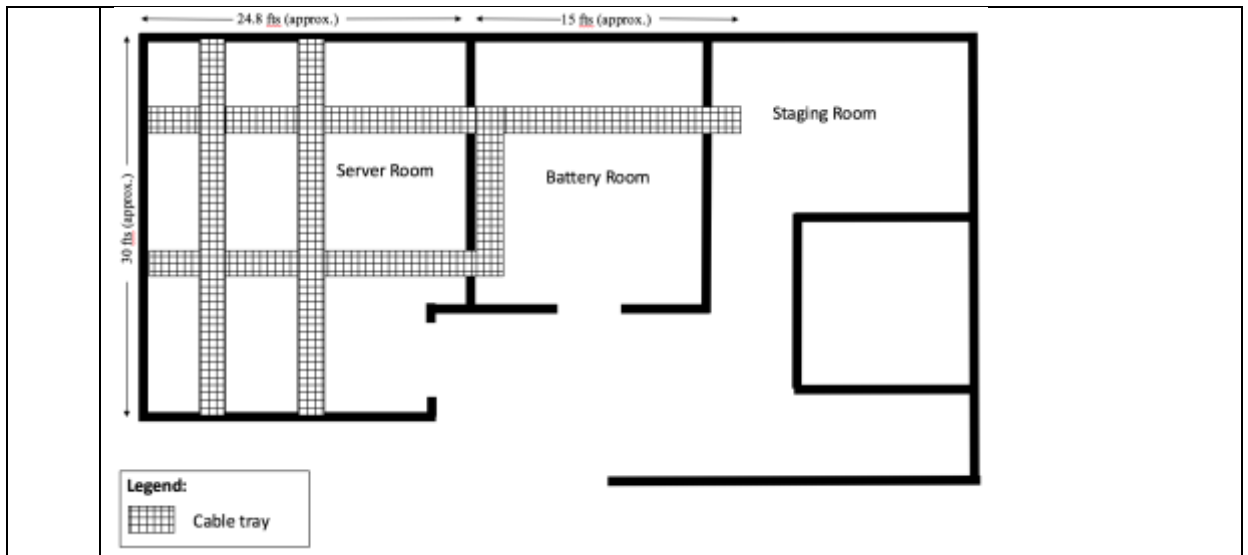 24.8 fts (approx.)
15 fts (approx.)
30 fts (approx.)
Staging Room
Server Room
Battery Room
Legend:
Cable tray